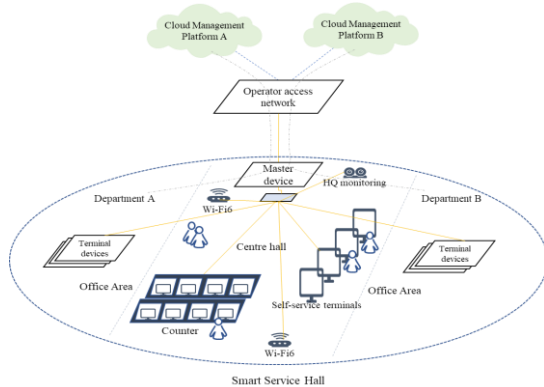 Cloud Management
Platform A
Cloud Management
Platform B
Operator access
network
Master
device
HQ monitoring
Department A
Department B
Wi-Fi6
Terminal
devices
Centre hall
Terminal
devices
Office Area
Self-service terminals
Office Area
Counter
Wi-Fi6
Smart Service Hall